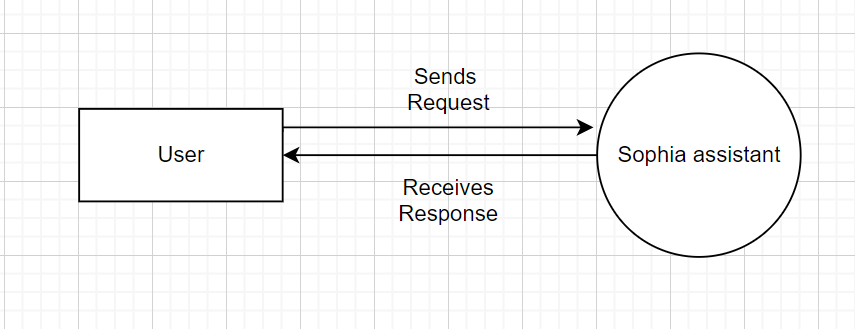 Sends
Request
User
Sophia assistant
Receives
Response